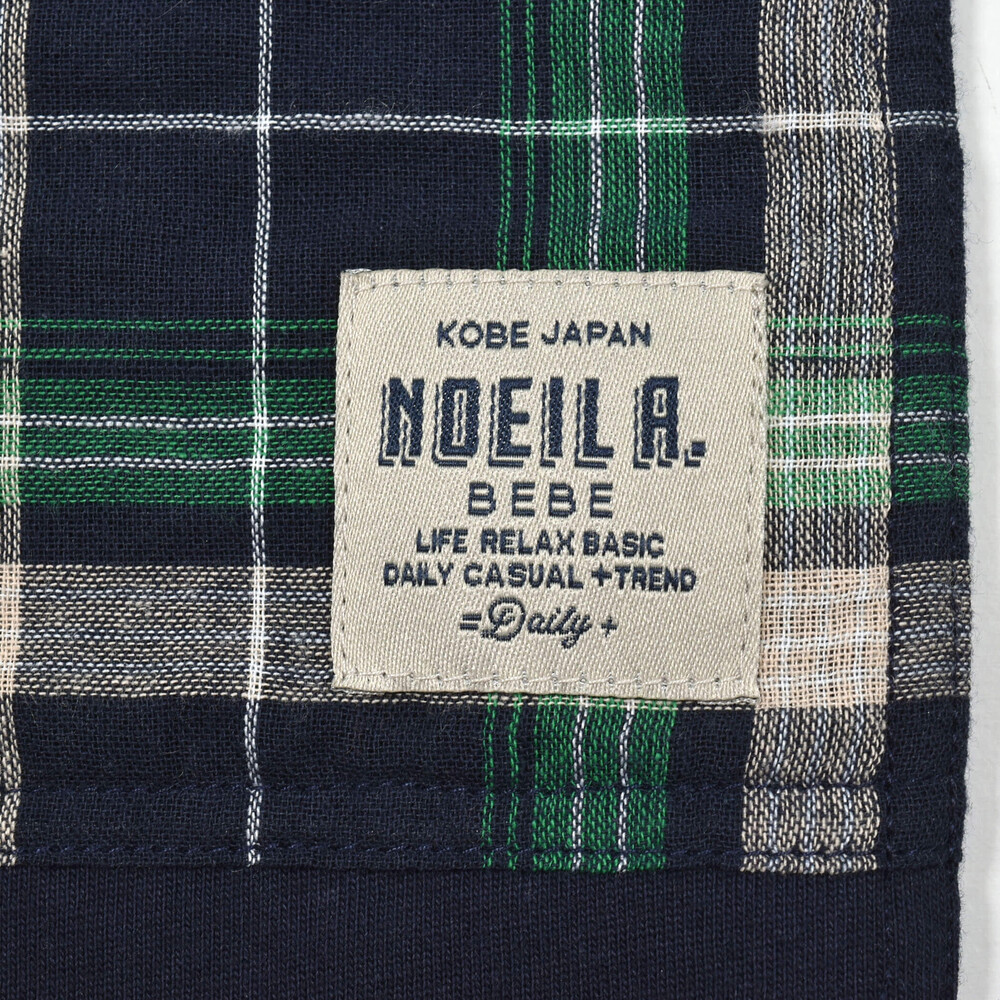 KOBE JAPAN
NOEIL A.
BEBE
LIFE RELAX BASIC
DAILY CASUAL +TREND
=Daily+